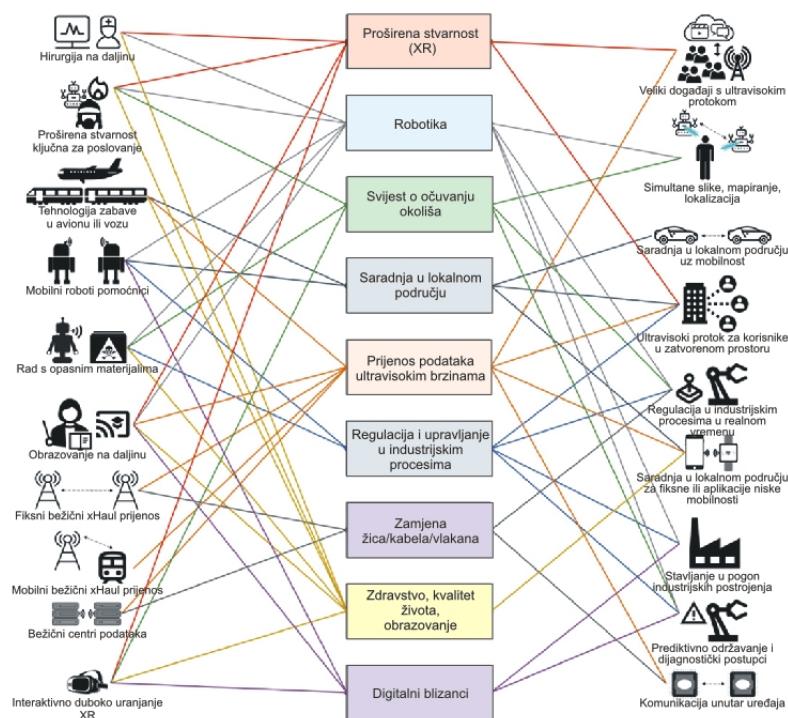 Hirurgija na daljinu
Proširena stvarnost
ključna za poslovanje
Tehnologija zabave
u avionu ili vozu
Mobilni roboti pomoćnici
Rad s opasnim materijalima
Obrazovanje na daljinu
Fiksni bežični xHaul prijenos
Mobilni bežični xHaul prijenos
Bežični centri podataka
Interaktivno duboko uranjanje
XR
Proširena stvarnost
(XR)
Robotika
Svijest o očuvanju
okoliša
Saradnja u lokalnom
području
Prijenos podataka
ultravisokim brzinama
Regulacija i upravljanje
u industrijskim
procesima
Zamjena
žica/kabela/vlakana
Zdravstvo, kvalitet
života,
obrazovanje
Digitalni blizanci
Veliki događaji s ultravisokim
protokom
Simultane slike, mapiranje,
lokalizacija
Saradnja u lokalnom području
uz mobilnost
Ultravisoki protok za korisnike
u zatvorenom prostoru
Regulacija u industrijskim
procesima u realnom
vremenu
Saradnja u lokalnom području
za fiksne ili aplikacije niske
mobilnosti
Stavljanje u pogon
industrijskih postrojenja
Prediktivno održavanje i
dijagnostički postupci
Komunikacija unutar uređaja